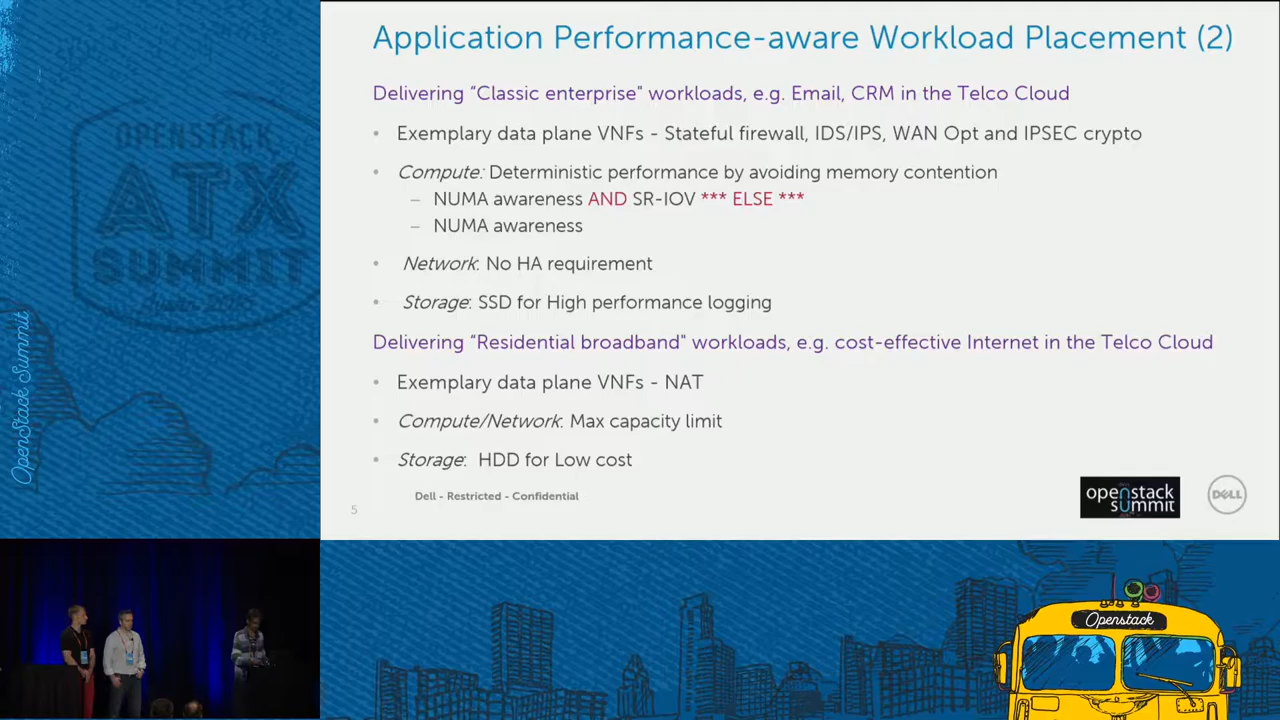 Application Performance-aware Workload Placement (2)
Delivering “Classic enterprise" workloads, e.g. Email, CRM in the Telco Cloud
• Exemplary data plane VNFs - Stateful firewall, IDS/IPS, WAN Opt and IPSEC crypto
• Compute: Deterministic performance by avoiding memory contention
– NUMA awareness AND SR-IOV *** ELSE ***
– NUMA awareness
• Network: No HA requirement
• Storage: SSD for High performance logging
Delivering “Residential broadband" workloads, e.g. cost-effective Internet in the Telco Cloud
• Exemplary data plane VNFs - NAT
• Compute/Network: Max capacity limit
• Storage: HDD for Low cost
Dell - Restricted - Confidential
5
openstack
summit
DELL
OPENSTACK
ATX
SUMMIT
OpenStack Summit
Openstack